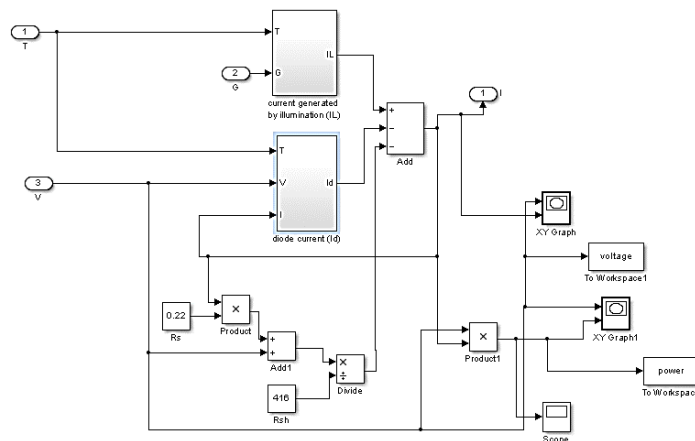 1
T
T
IL
2
G
G
current generated
by illumination (IL)
1
I
+
−
−
Add
T
V
Id
I
diode current (Id)
3
V
XY Graph
voltage
To Workspace1
0.22
Rs
×
Product
+
+
Add1
×
÷
Divide
416
Rsh
×
Product1
XY Graph1
power
To Workspac
Scope